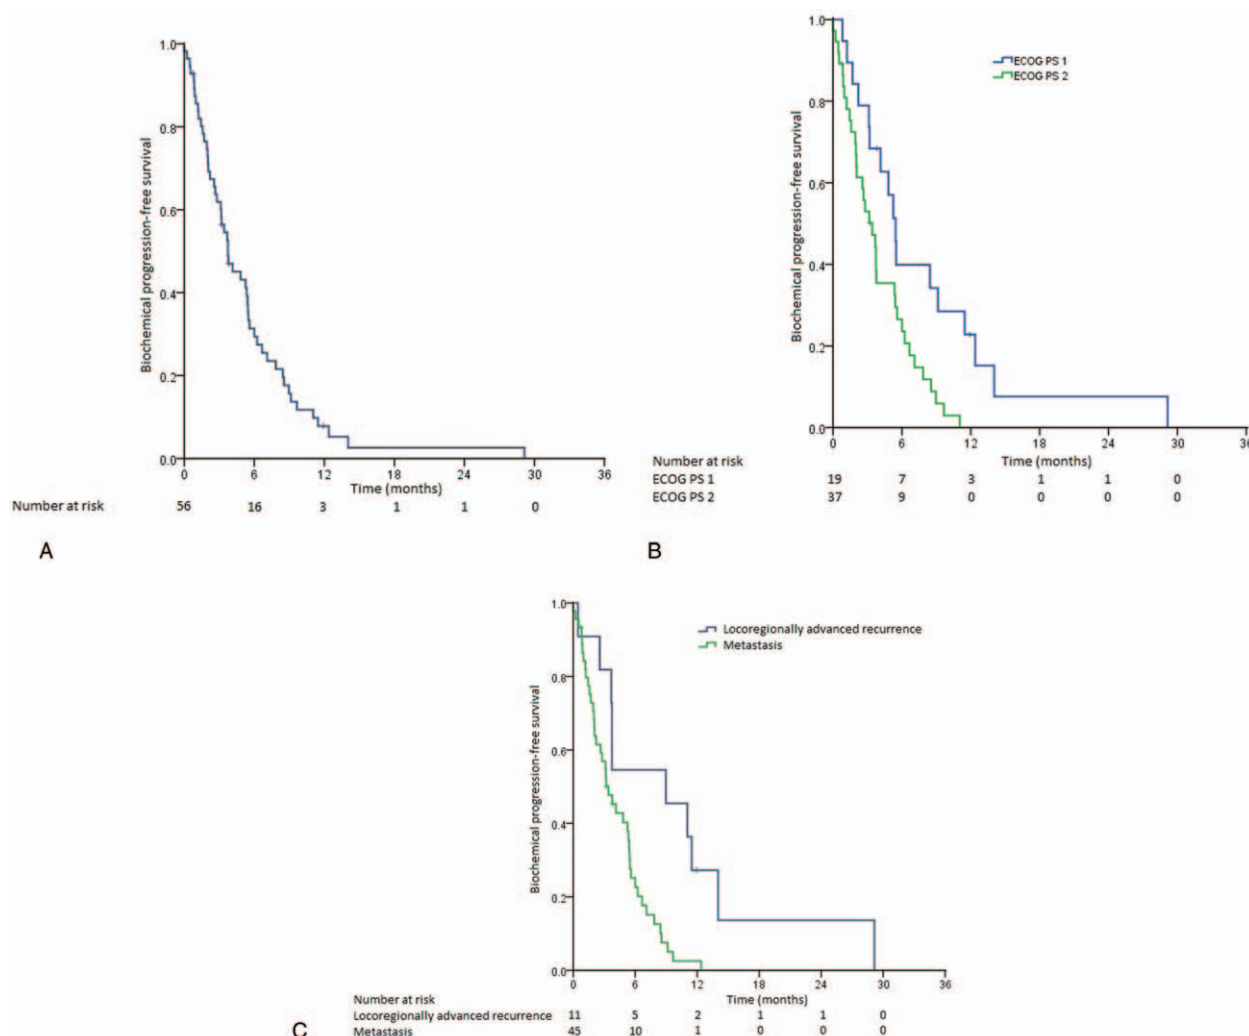 1.0
0.8
0.6
0.4
0.2
0.0
Biochemical progression-free survival
0 6 12 18 24 30 36
Time (months)
Number at risk 56 16 3 1 1 0
A
1.0
0.8
0.6
0.4
0.2
0.0
Biochemical progression-free survival
ECOG PS 1
ECOG PS 2
0 6 12 18 24 30 36
Time (months)
Number at risk
ECOG PS 1 19 7 3 1 1 0
ECOG PS 2 37 9 0 0 0 0
B
1.0
0.8
0.6
0.4
0.2
0.0
Biochemical progression-free survival
Locoregionally advanced recurrence
Metastasis
0 6 12 18 24 30 36
Time (months)
Number at risk
Locoregionally advanced recurrence 11 5 2 1 1 0
Metastasis 45 10 1 0 0 0
C